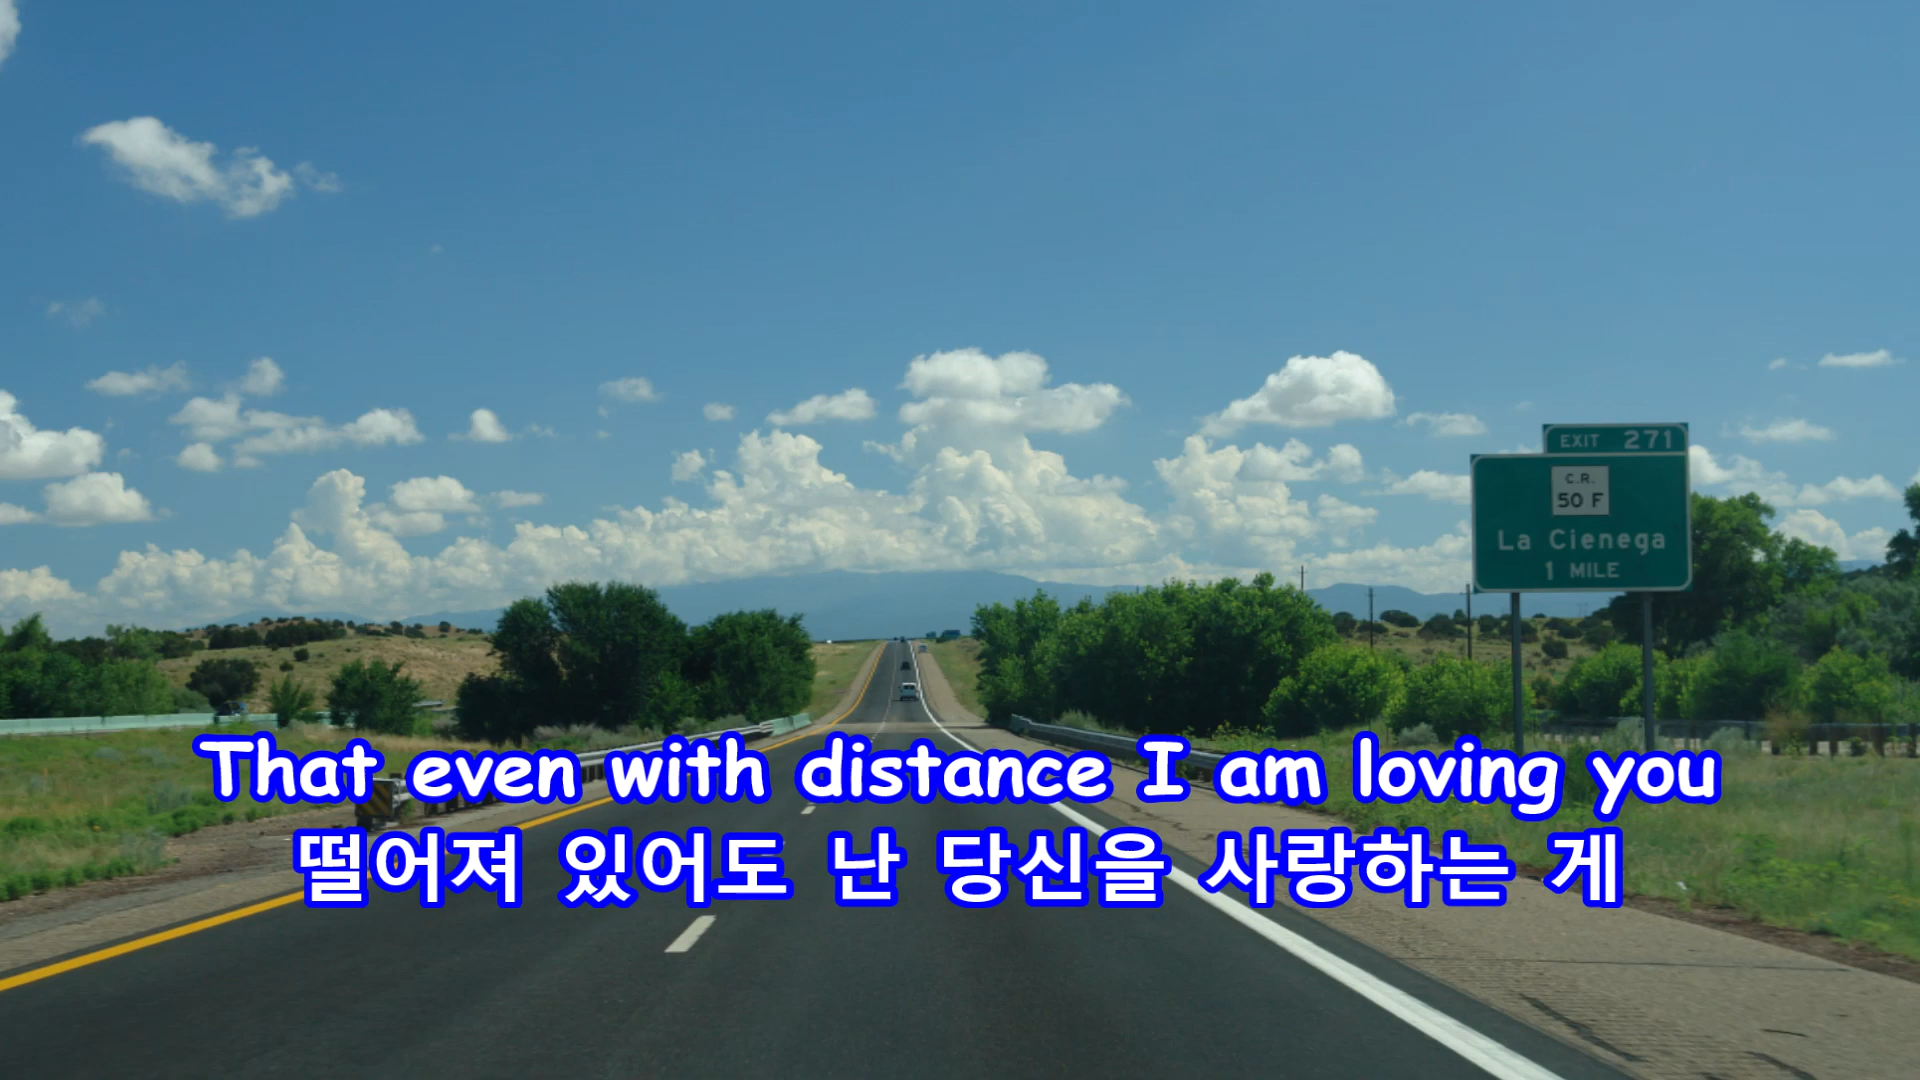 EXIT 271
C.R.
50 F
La Cienega
1 MILE
That even with distance I am loving you
떨어져 있어도 난 당신을 사랑하는 게